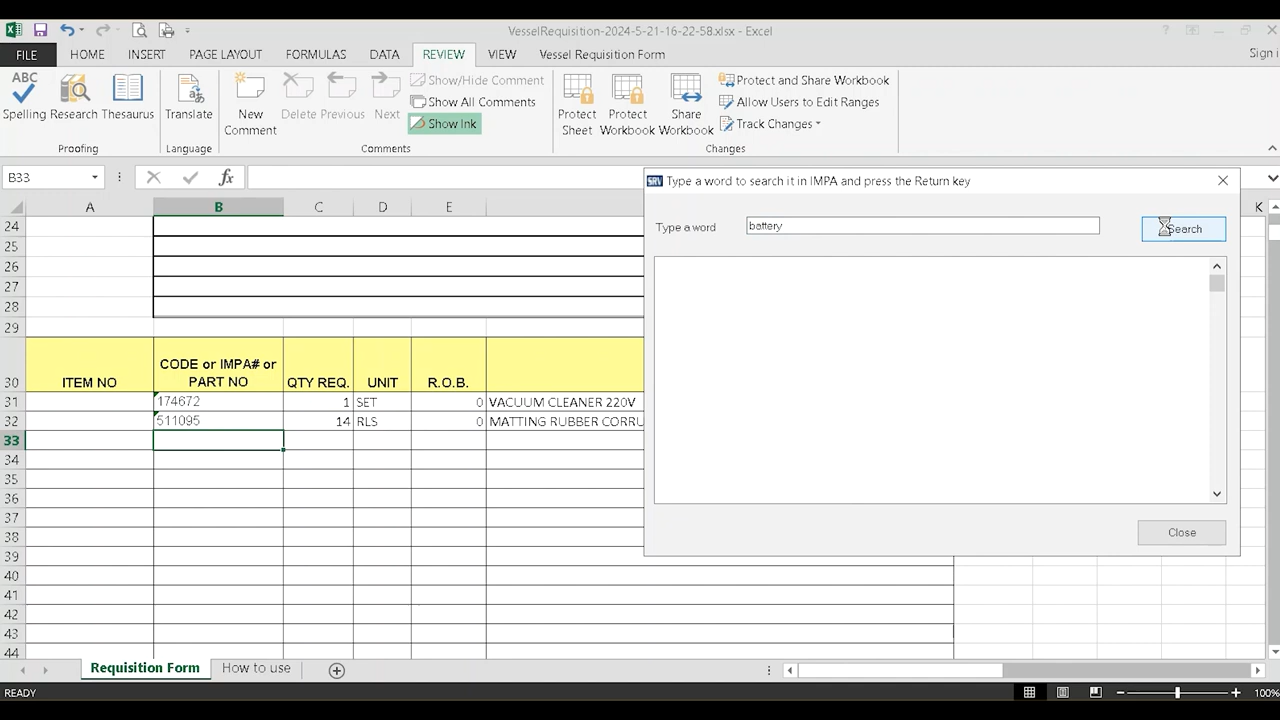 VesselRequisition-2024-5-21-16-22-58.xlsx - Excel
?
FILE HOME INSERT PAGE LAYOUT FORMULAS DATA REVIEW VIEW Vessel Requisition Form Sign
ABC
Spelling Research Thesaurus
Proofing
Translate
Language
New Comment
Delete Previous Next
Show/Hide Comment
Show All Comments
Show Ink
Comments
Protect Sheet
Protect Workbook
Share Workbook
Protect and Share Workbook
Allow Users to Edit Ranges
Track Changes
Changes
B33
fx
SRV Type a word to search it in IMPA and press the Return key
Type a word battery Search
Close
A B C D E K
24
25
26
27
28
29
30 ITEM NO CODE or IMPA# or PART NO QTY REQ. UNIT R.O.B.
31 174672 1 SET 0 VACUUM CLEANER 220V
32 511095 14 RLS 0 MATTING RUBBER CORRU
33
34
35
36
37
38
39
40
41
42
43
44
Requisition Form How to use
READY 100%